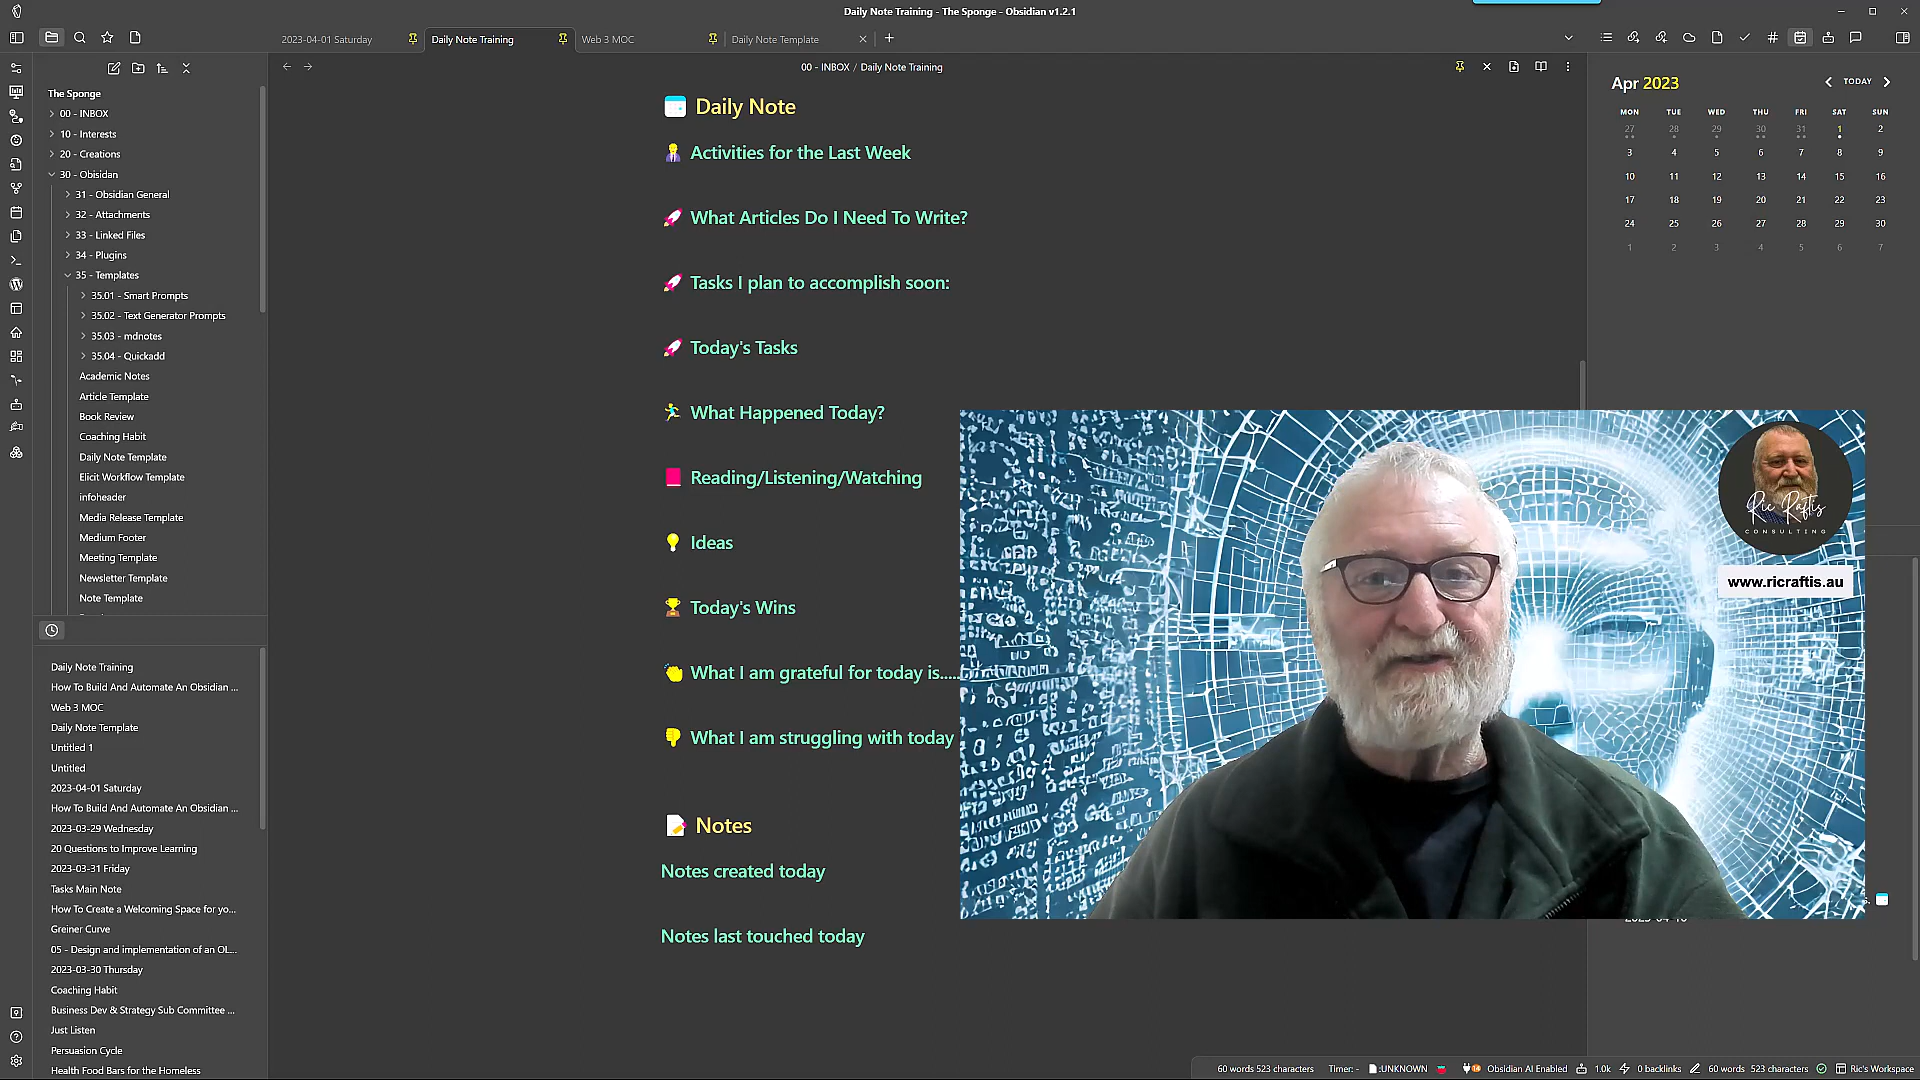 Daily Note Training - The Sponge - Obsidian v1.2.1
2023-04-01 Saturday
Daily Note Training
Web 3 MOC
Daily Note Template
00 - INBOX / Daily Note Training
The Sponge
00 - INBOX
10 - Interests
20 - Creations
30 - Obisidan
31 - Obsidian General
32 - Attachments
33 - Linked Files
34 - Plugins
35 - Templates
35.01 - Smart Prompts
35.02 - Text Generator Prompts
35.03 - mdnotes
35.04 - Quickadd
Academic Notes
Article Template
Book Review
Coaching Habit
Daily Note Template
Elicit Workflow Template
infoheader
Media Release Template
Medium Footer
Meeting Template
Newsletter Template
Note Template
Daily Note Training
How To Build And Automate An Obsidian ...
Web 3 MOC
Daily Note Template
Untitled 1
Untitled
2023-04-01 Saturday
How To Build And Automate An Obsidian ...
2023-03-29 Wednesday
20 Questions to Improve Learning
2023-03-31 Friday
Tasks Main Note
How To Create a Welcoming Space for yo...
Greiner Curve
05 - Design and implementation of an OL...
2023-03-30 Thursday
Coaching Habit
Business Dev & Strategy Sub Committee ...
Just Listen
Persuasion Cycle
Health Food Bars for the Homeless
Daily Note
Activities for the Last Week
What Articles Do I Need To Write?
Tasks I plan to accomplish soon:
Today's Tasks
What Happened Today?
Reading/Listening/Watching
Ideas
Today's Wins
What I am grateful for today is.....
What I am struggling with today
Notes
Notes created today
Notes last touched today
Apr 2023
TODAY
MON TUE WED THU FRI SAT SUN
27 28 29 30 31 1 2
3 4 5 6 7 8 9
10 11 12 13 14 15 16
17 18 19 20 21 22 23
24 25 26 27 28 29 30
1 2 3 4 5 6 7
Ric Raftis
CONSULTING
www.ricraftis.au
60 words 523 characters Timer: - :UNKNOWN Obsidian AI Enabled 1.0k 0 backlinks 60 words 523 characters Ric's Workspace